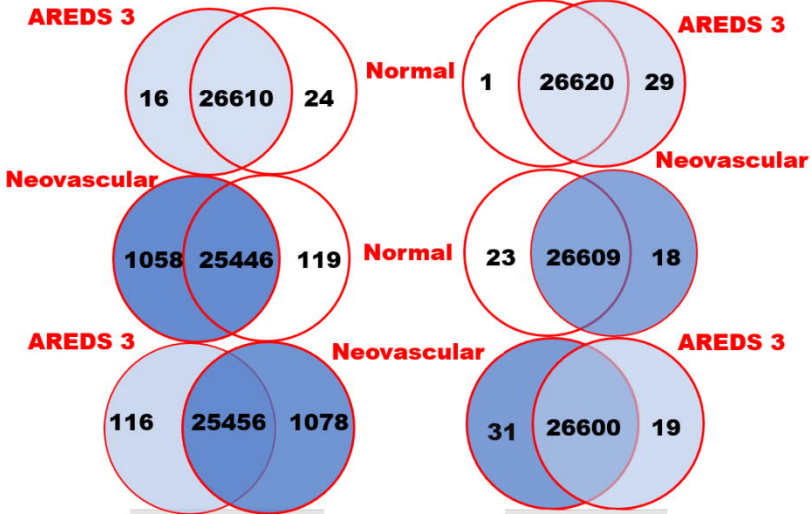 AREDS 3
AREDS 3
16 26610 24
Normal
1 26620 29
Neovascular
Neovascular
1058 25446 119
Normal
23 26609 18
AREDS 3
Neovascular
AREDS 3
116 25456 1078
31 26600 19